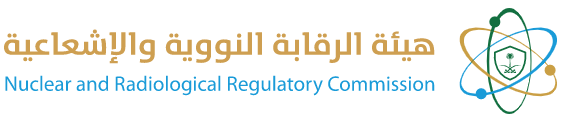 هيئة الرقابة النووية والإشعاعية
Nuclear and Radiological Regulatory Commission